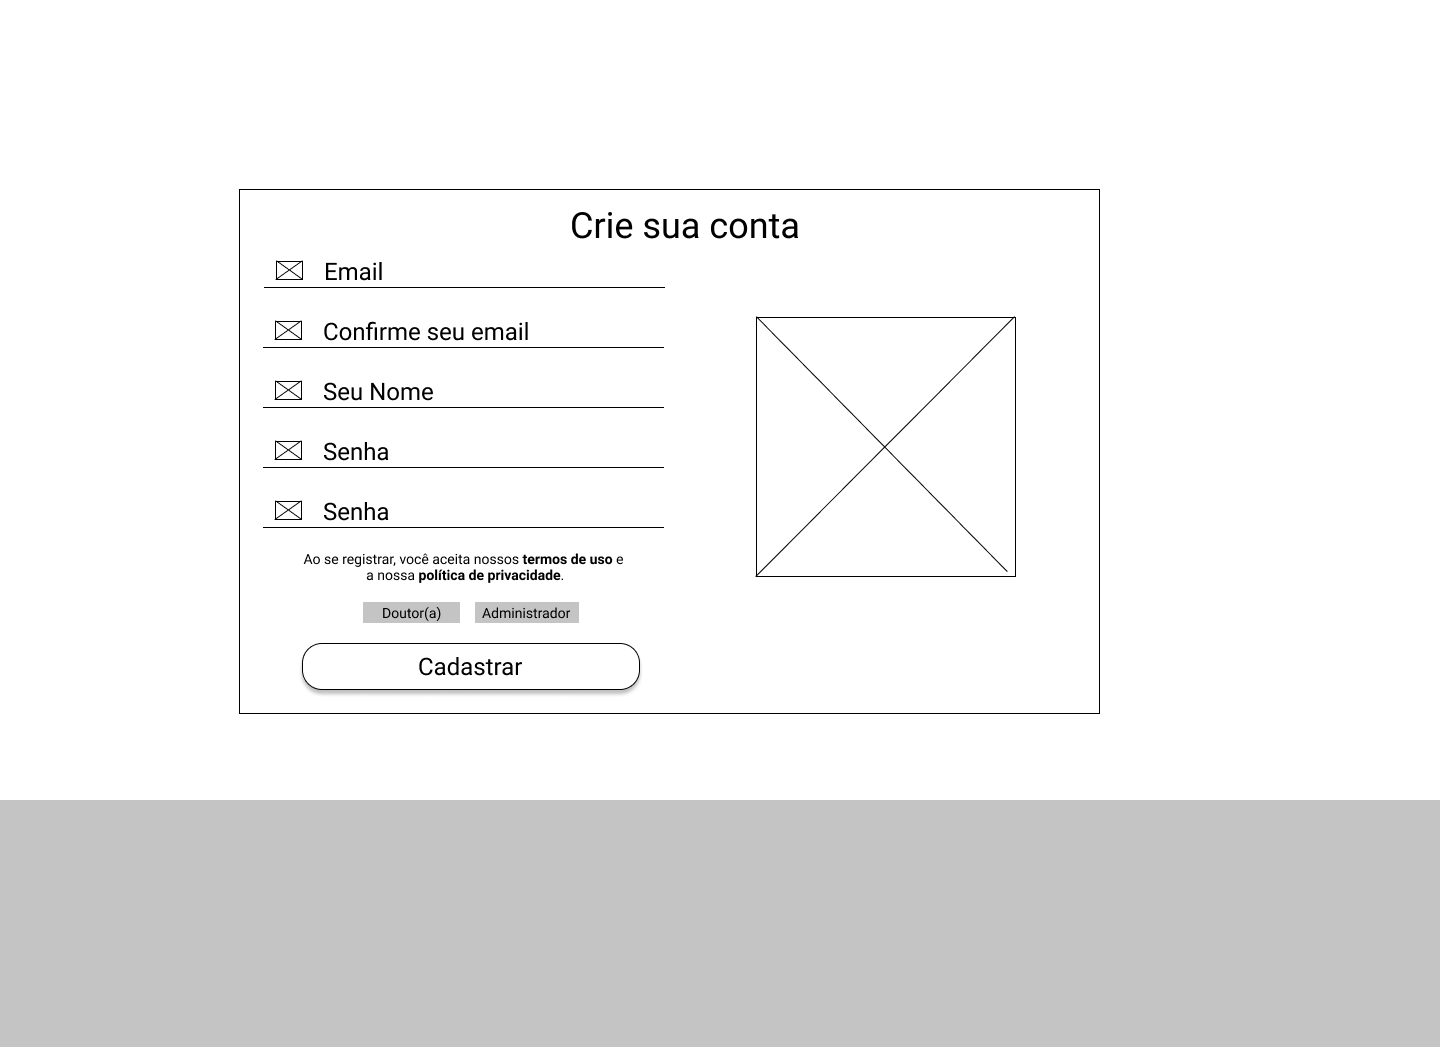 Crie sua conta
Email
Confirme seu email
Seu Nome
Senha
Senha
Ao se registrar, você aceita nossos termos de uso e
a nossa política de privacidade.
Doutor(a) Administrador
Cadastrar